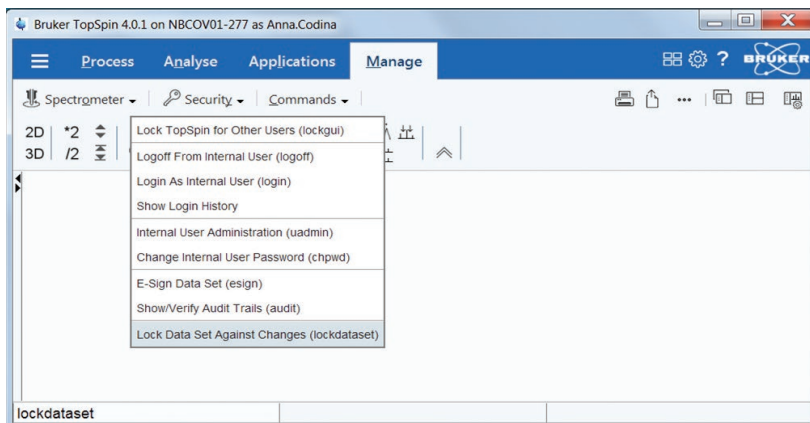 Bruker TopSpin 4.0.1 on NBCOV01-277 as Anna.Codina
Process Analyse Applications Manage ? BRUKER
Spectrometer Security Commands ...
2D *2
3D /2
Lock TopSpin for Other Users (lockgui)
Logoff From Internal User (logoff)
Login As Internal User (login)
Show Login History
Internal User Administration (uadmin)
Change Internal User Password (chpwd)
E-Sign Data Set (esign)
Show/Verify Audit Trails (audit)
Lock Data Set Against Changes (lockdataset)
lockdataset